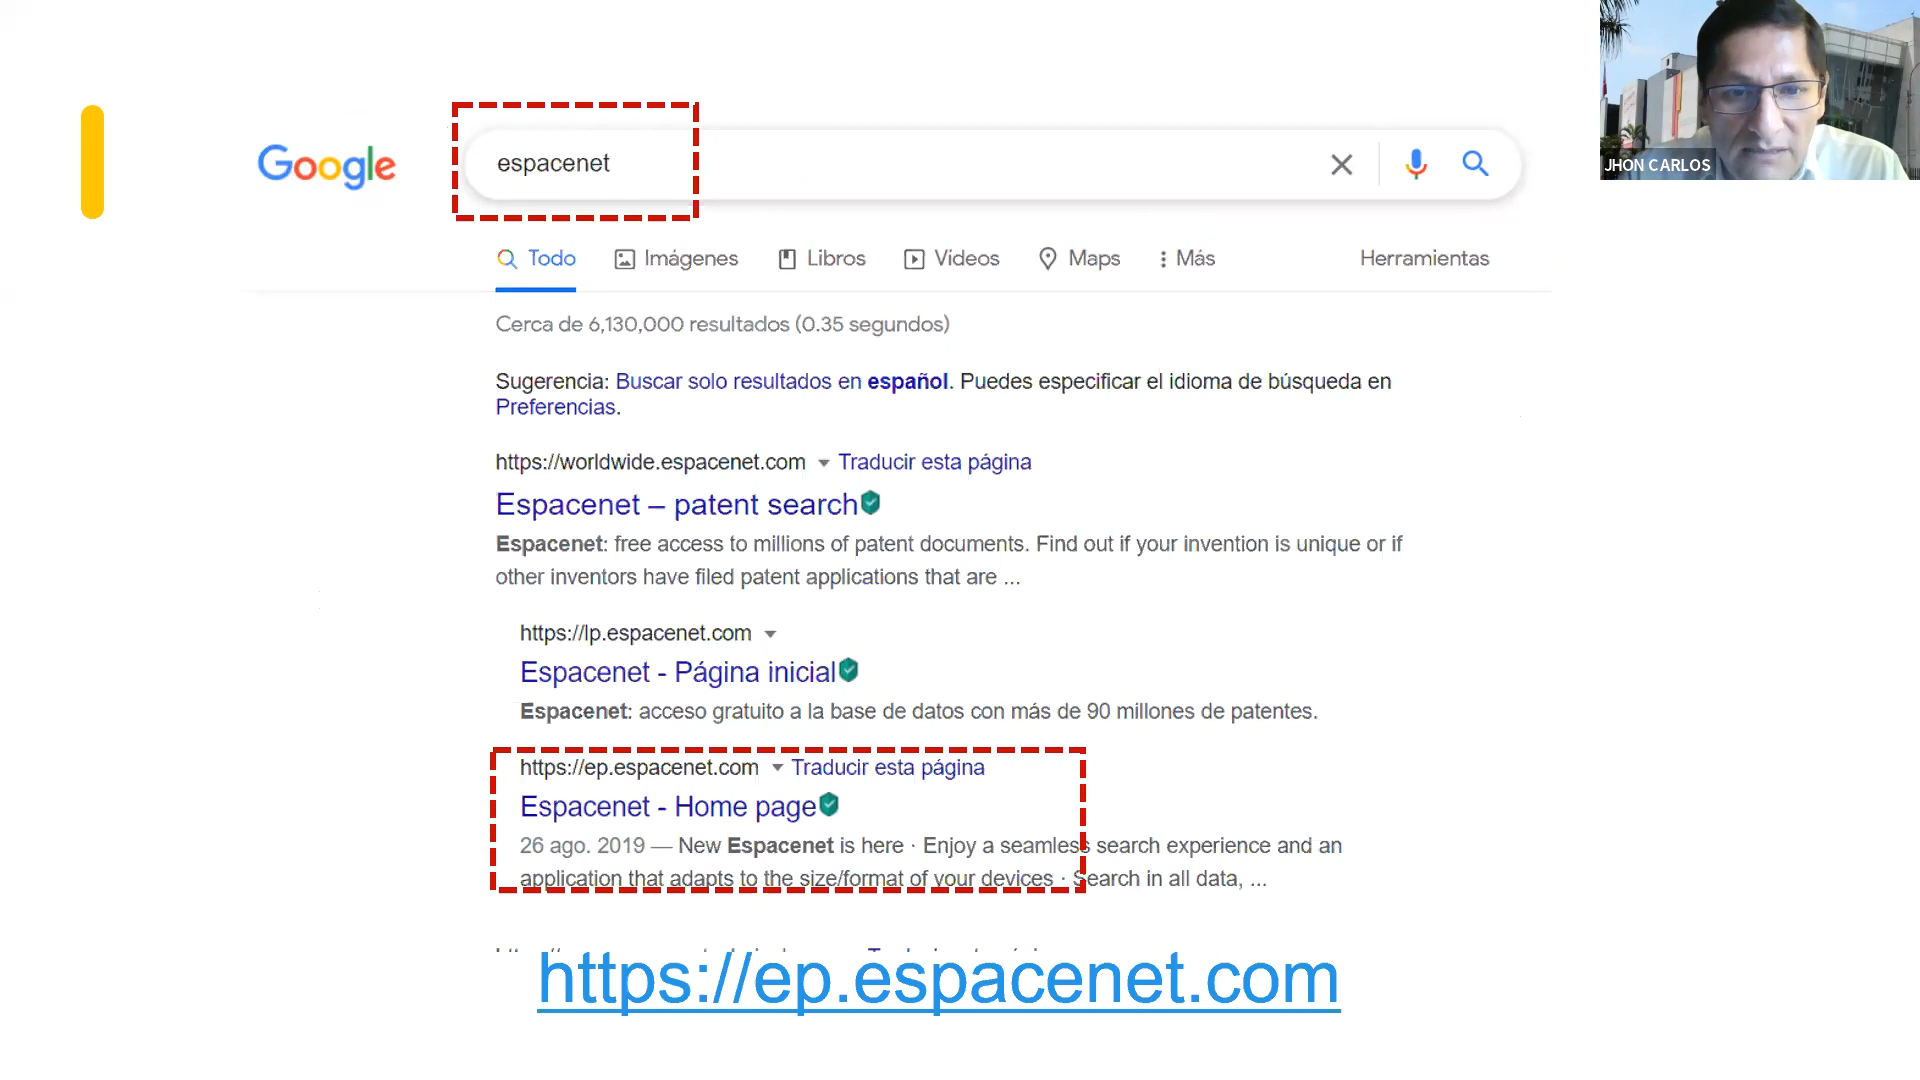 Google
espacenet
Todo Imágenes Libros Videos Maps Más Herramientas
Cerca de 6,130,000 resultados (0.35 segundos)
Sugerencia: Buscar solo resultados en español. Puedes especificar el idioma de búsqueda en
Preferencias.
https://worldwide.espacenet.com Traducir esta página
Espacenet – patent search
Espacenet: free access to millions of patent documents. Find out if your invention is unique or if
other inventors have filed patent applications that are ...
https://lp.espacenet.com
Espacenet - Página inicial
Espacenet: acceso gratuito a la base de datos con más de 90 millones de patentes.
https://ep.espacenet.com Traducir esta página
Espacenet - Home page
26 ago. 2019 — New Espacenet is here · Enjoy a seamless search experience and an
application that adapts to the size/format of your devices · Search in all data, ...
https://ep.espacenet.com
JHON CARLOS